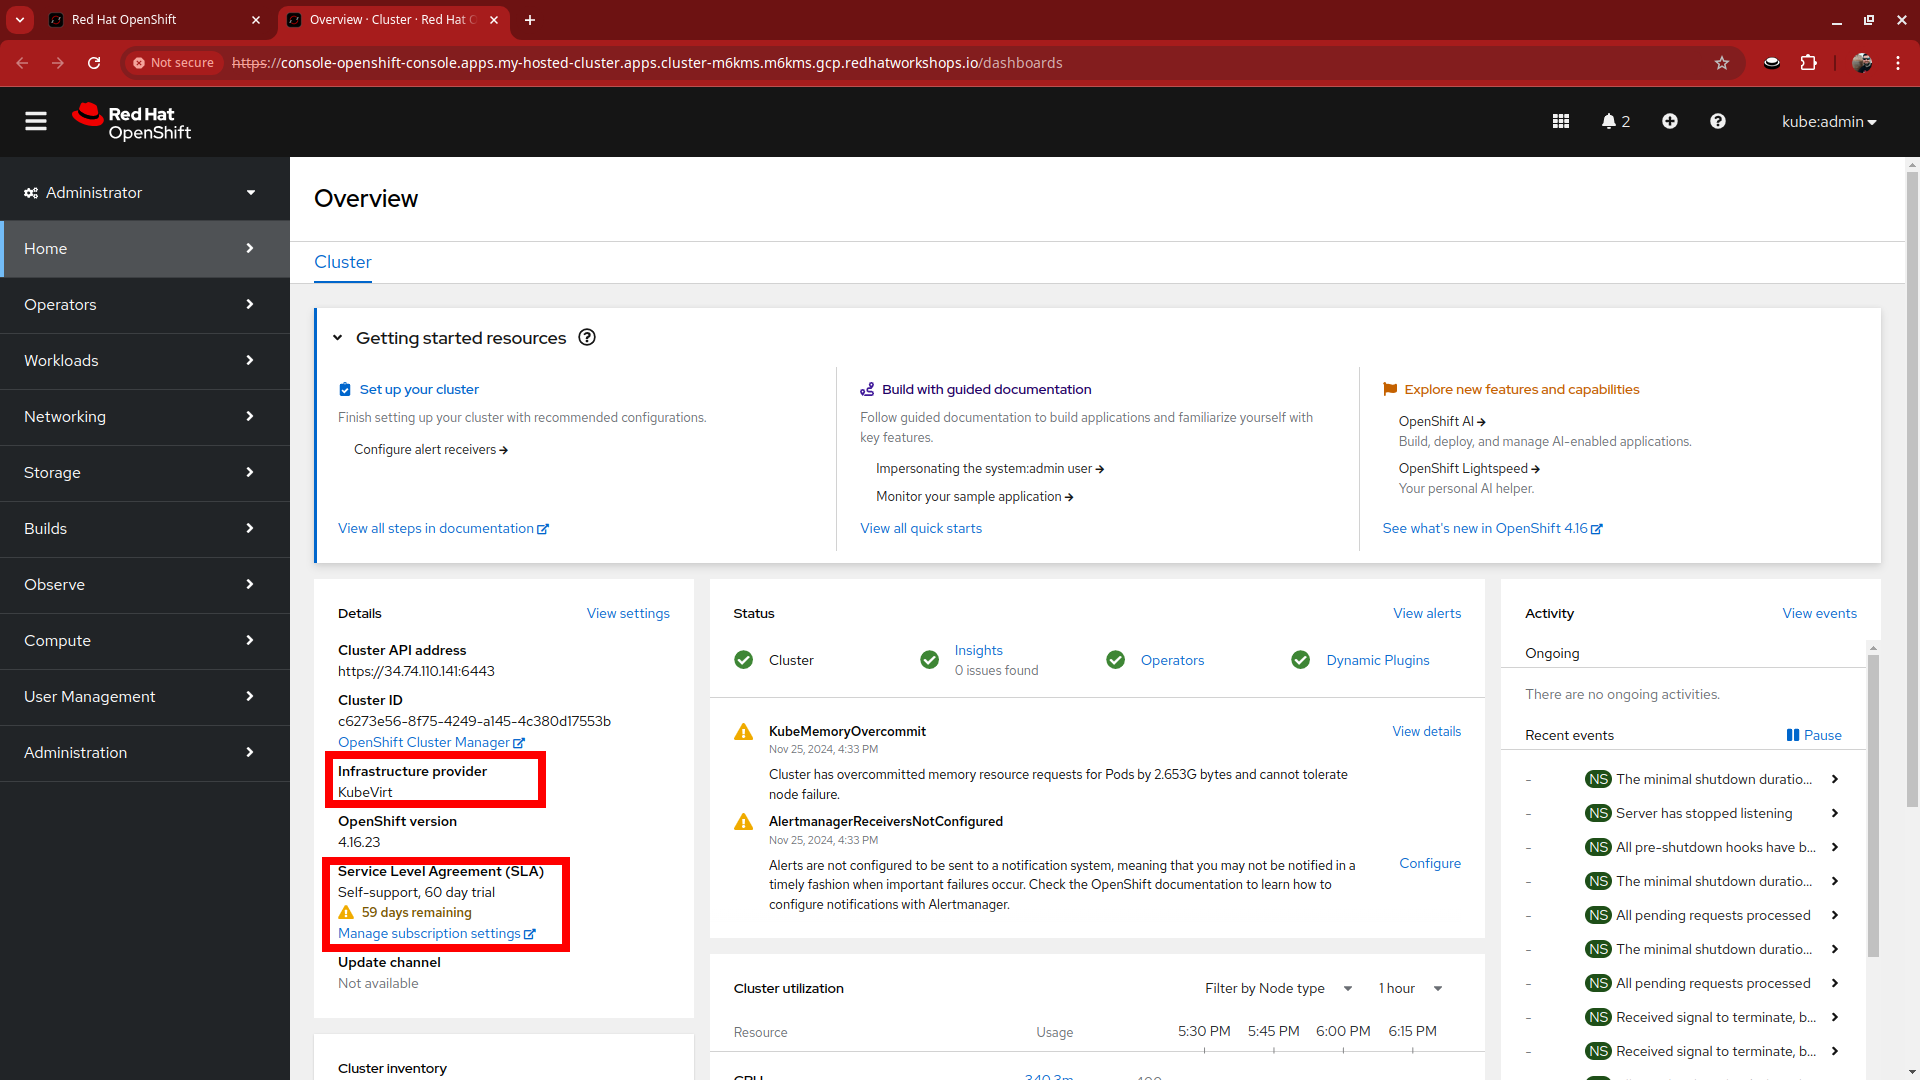 Red Hat OpenShift
Overview · Cluster · Red Hat
Not secure
https://console-openshift-console.apps.my-hosted-cluster.apps.cluster-m6kms.m6kms.gcp.redhatworkshops.io/dashboards
Red Hat
OpenShift
2
kube:admin
Administrator
Home
Operators
Workloads
Networking
Storage
Builds
Observe
Compute
User Management
Administration
Overview
Cluster
Getting started resources
Set up your cluster
Finish setting up your cluster with recommended configurations.
Configure alert receivers
View all steps in documentation
Build with guided documentation
Follow guided documentation to build applications and familiarize yourself with
key features.
Impersonating the system:admin user
Monitor your sample application
View all quick starts
Explore new features and capabilities
OpenShift AI
Build, deploy, and manage AI-enabled applications.
OpenShift Lightspeed
Your personal AI helper.
See what's new in OpenShift 4.16
Details
View settings
Cluster API address
https://34.74.110.141:6443
Cluster ID
c6273e56-8f75-4249-a145-4c380d17553b
OpenShift Cluster Manager
Infrastructure provider
KubeVirt
OpenShift version
4.16.23
Service Level Agreement (SLA)
Self-support, 60 day trial
59 days remaining
Manage subscription settings
Update channel
Not available
Cluster inventory
Status
View alerts
Cluster
Insights
0 issues found
Operators
Dynamic Plugins
KubeMemoryOvercommit
Nov 25, 2024, 4:33 PM
Cluster has overcommitted memory resource requests for Pods by 2.653G bytes and cannot tolerate
node failure.
View details
AlertmanagerReceiversNotConfigured
Nov 25, 2024, 4:33 PM
Alerts are not configured to be sent to a notification system, meaning that you may not be notified in a
timely fashion when important failures occur. Check the OpenShift documentation to learn how to
configure notifications with Alertmanager.
Configure
Cluster utilization
Filter by Node type
1 hour
Resource
Usage
5:30 PM
5:45 PM
6:00 PM
6:15 PM
CPU
340.3m
400
Activity
View events
Ongoing
There are no ongoing activities.
Recent events
Pause
- NS The minimal shutdown duratio...
- NS Server has stopped listening
- NS All pre-shutdown hooks have b...
- NS The minimal shutdown duratio...
- NS All pending requests processed
- NS The minimal shutdown duratio...
- NS All pending requests processed
- NS Received signal to terminate, b...
- NS Received signal to terminate, b...